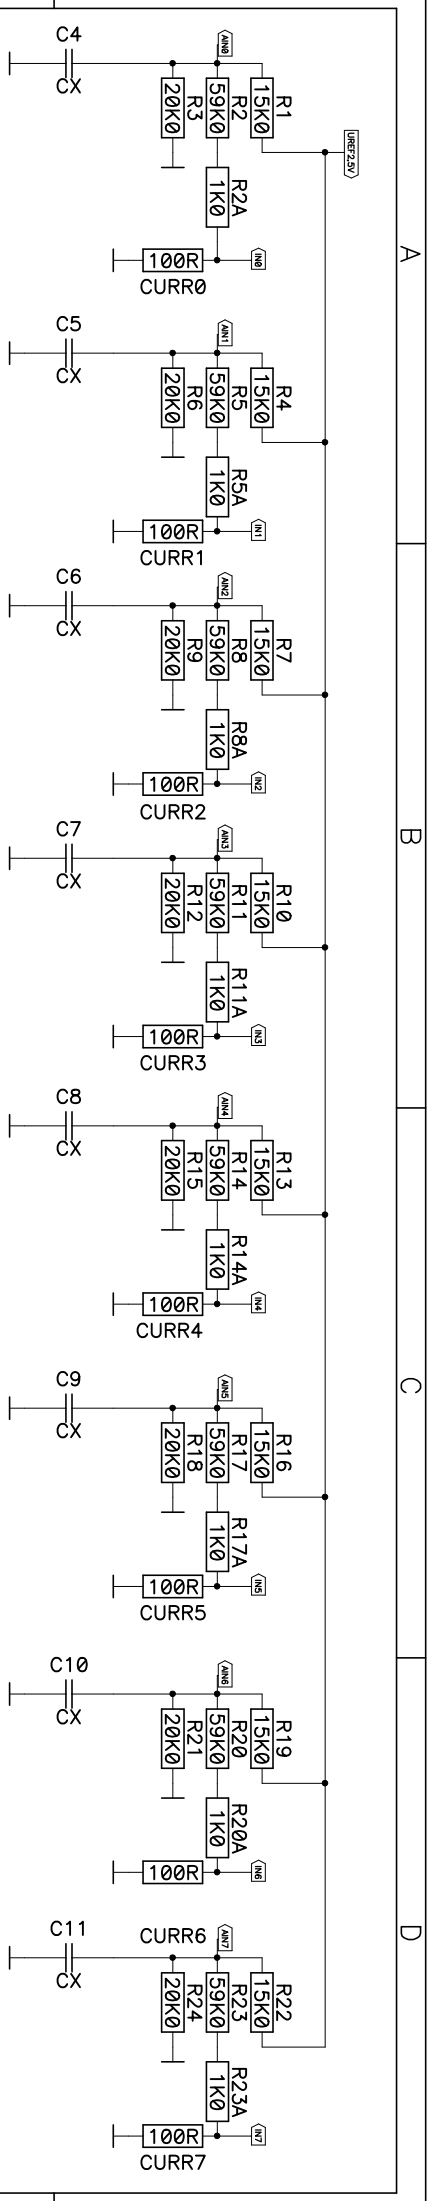 UREF2.5V
A
B
C
D
C4
CX
AIN0
R1
15K0
R2
59K0
R3
20K0
R2A
1K0
IN0
100R
CURR0
C5
CX
AIN1
R4
15K0
R5
59K0
R6
20K0
R5A
1K0
IN1
100R
CURR1
C6
CX
AIN2
R7
15K0
R8
59K0
R9
20K0
R8A
1K0
IN2
100R
CURR2
C7
CX
AIN3
R10
15K0
R11
59K0
R12
20K0
R11A
1K0
IN3
100R
CURR3
C8
CX
AIN4
R13
15K0
R14
59K0
R15
20K0
R14A
1K0
IN4
100R
CURR4
C9
CX
AIN5
R16
15K0
R17
59K0
R18
20K0
R17A
1K0
IN5
100R
CURR5
C10
CX
AIN6
R19
15K0
R20
59K0
R21
20K0
R20A
1K0
IN6
100R
CURR6
C11
CX
AIN7
R22
15K0
R23
59K0
R24
20K0
R23A
1K0
IN7
100R
CURR7